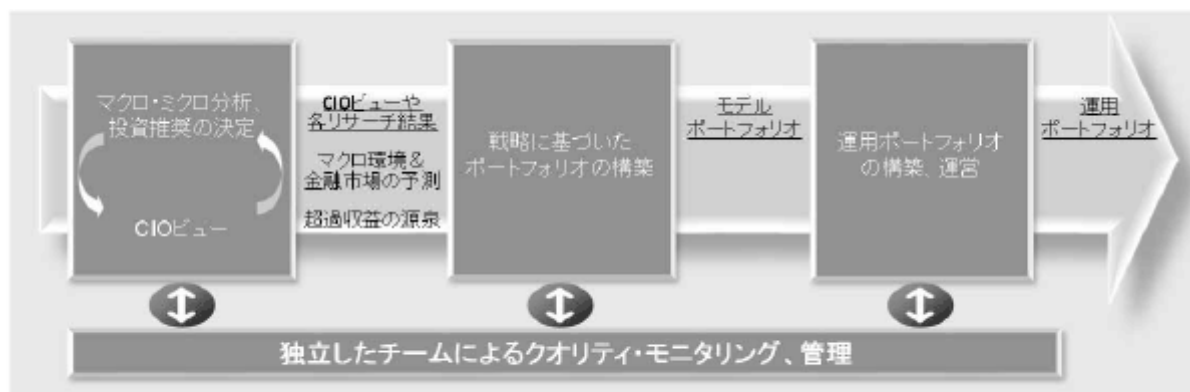 マクロ・ミクロ分析、
投資推奨の決定
CIOビュー
CIOビューや
各リサーチ結果
マクロ環境＆
金融市場の予測
超過収益の源泉
戦略に基づいた
ポートフォリオの構築
モデル
ポートフォリオ
運用ポートフォリオ
の構築、運営
運用
ポートフォリオ
独立したチームによるクオリティ・モニタリング、管理